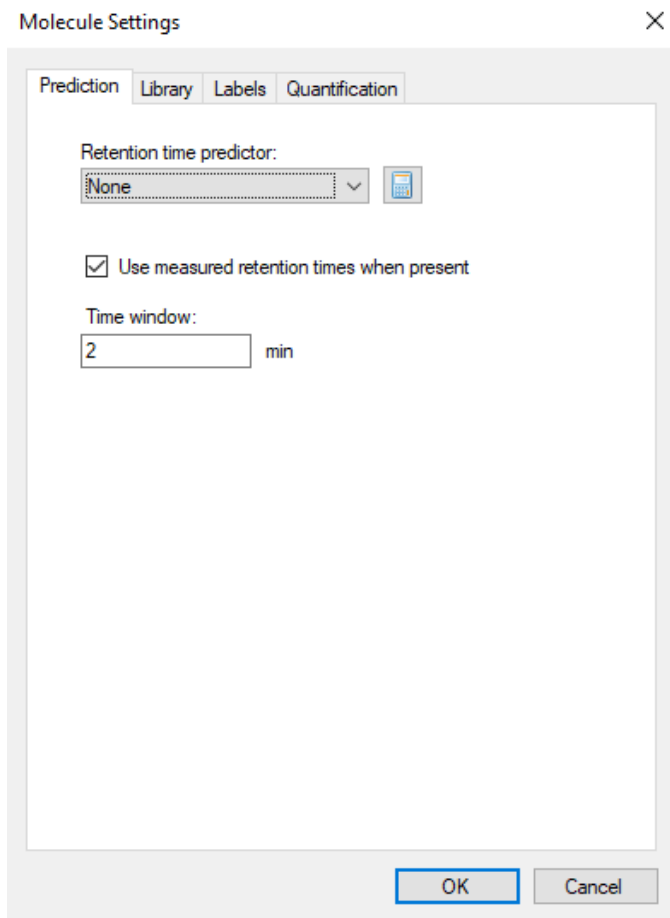 Molecule Settings
Prediction Library Labels Quantification
Retention time predictor:
None
Use measured retention times when present
Time window:
2 min
OK Cancel